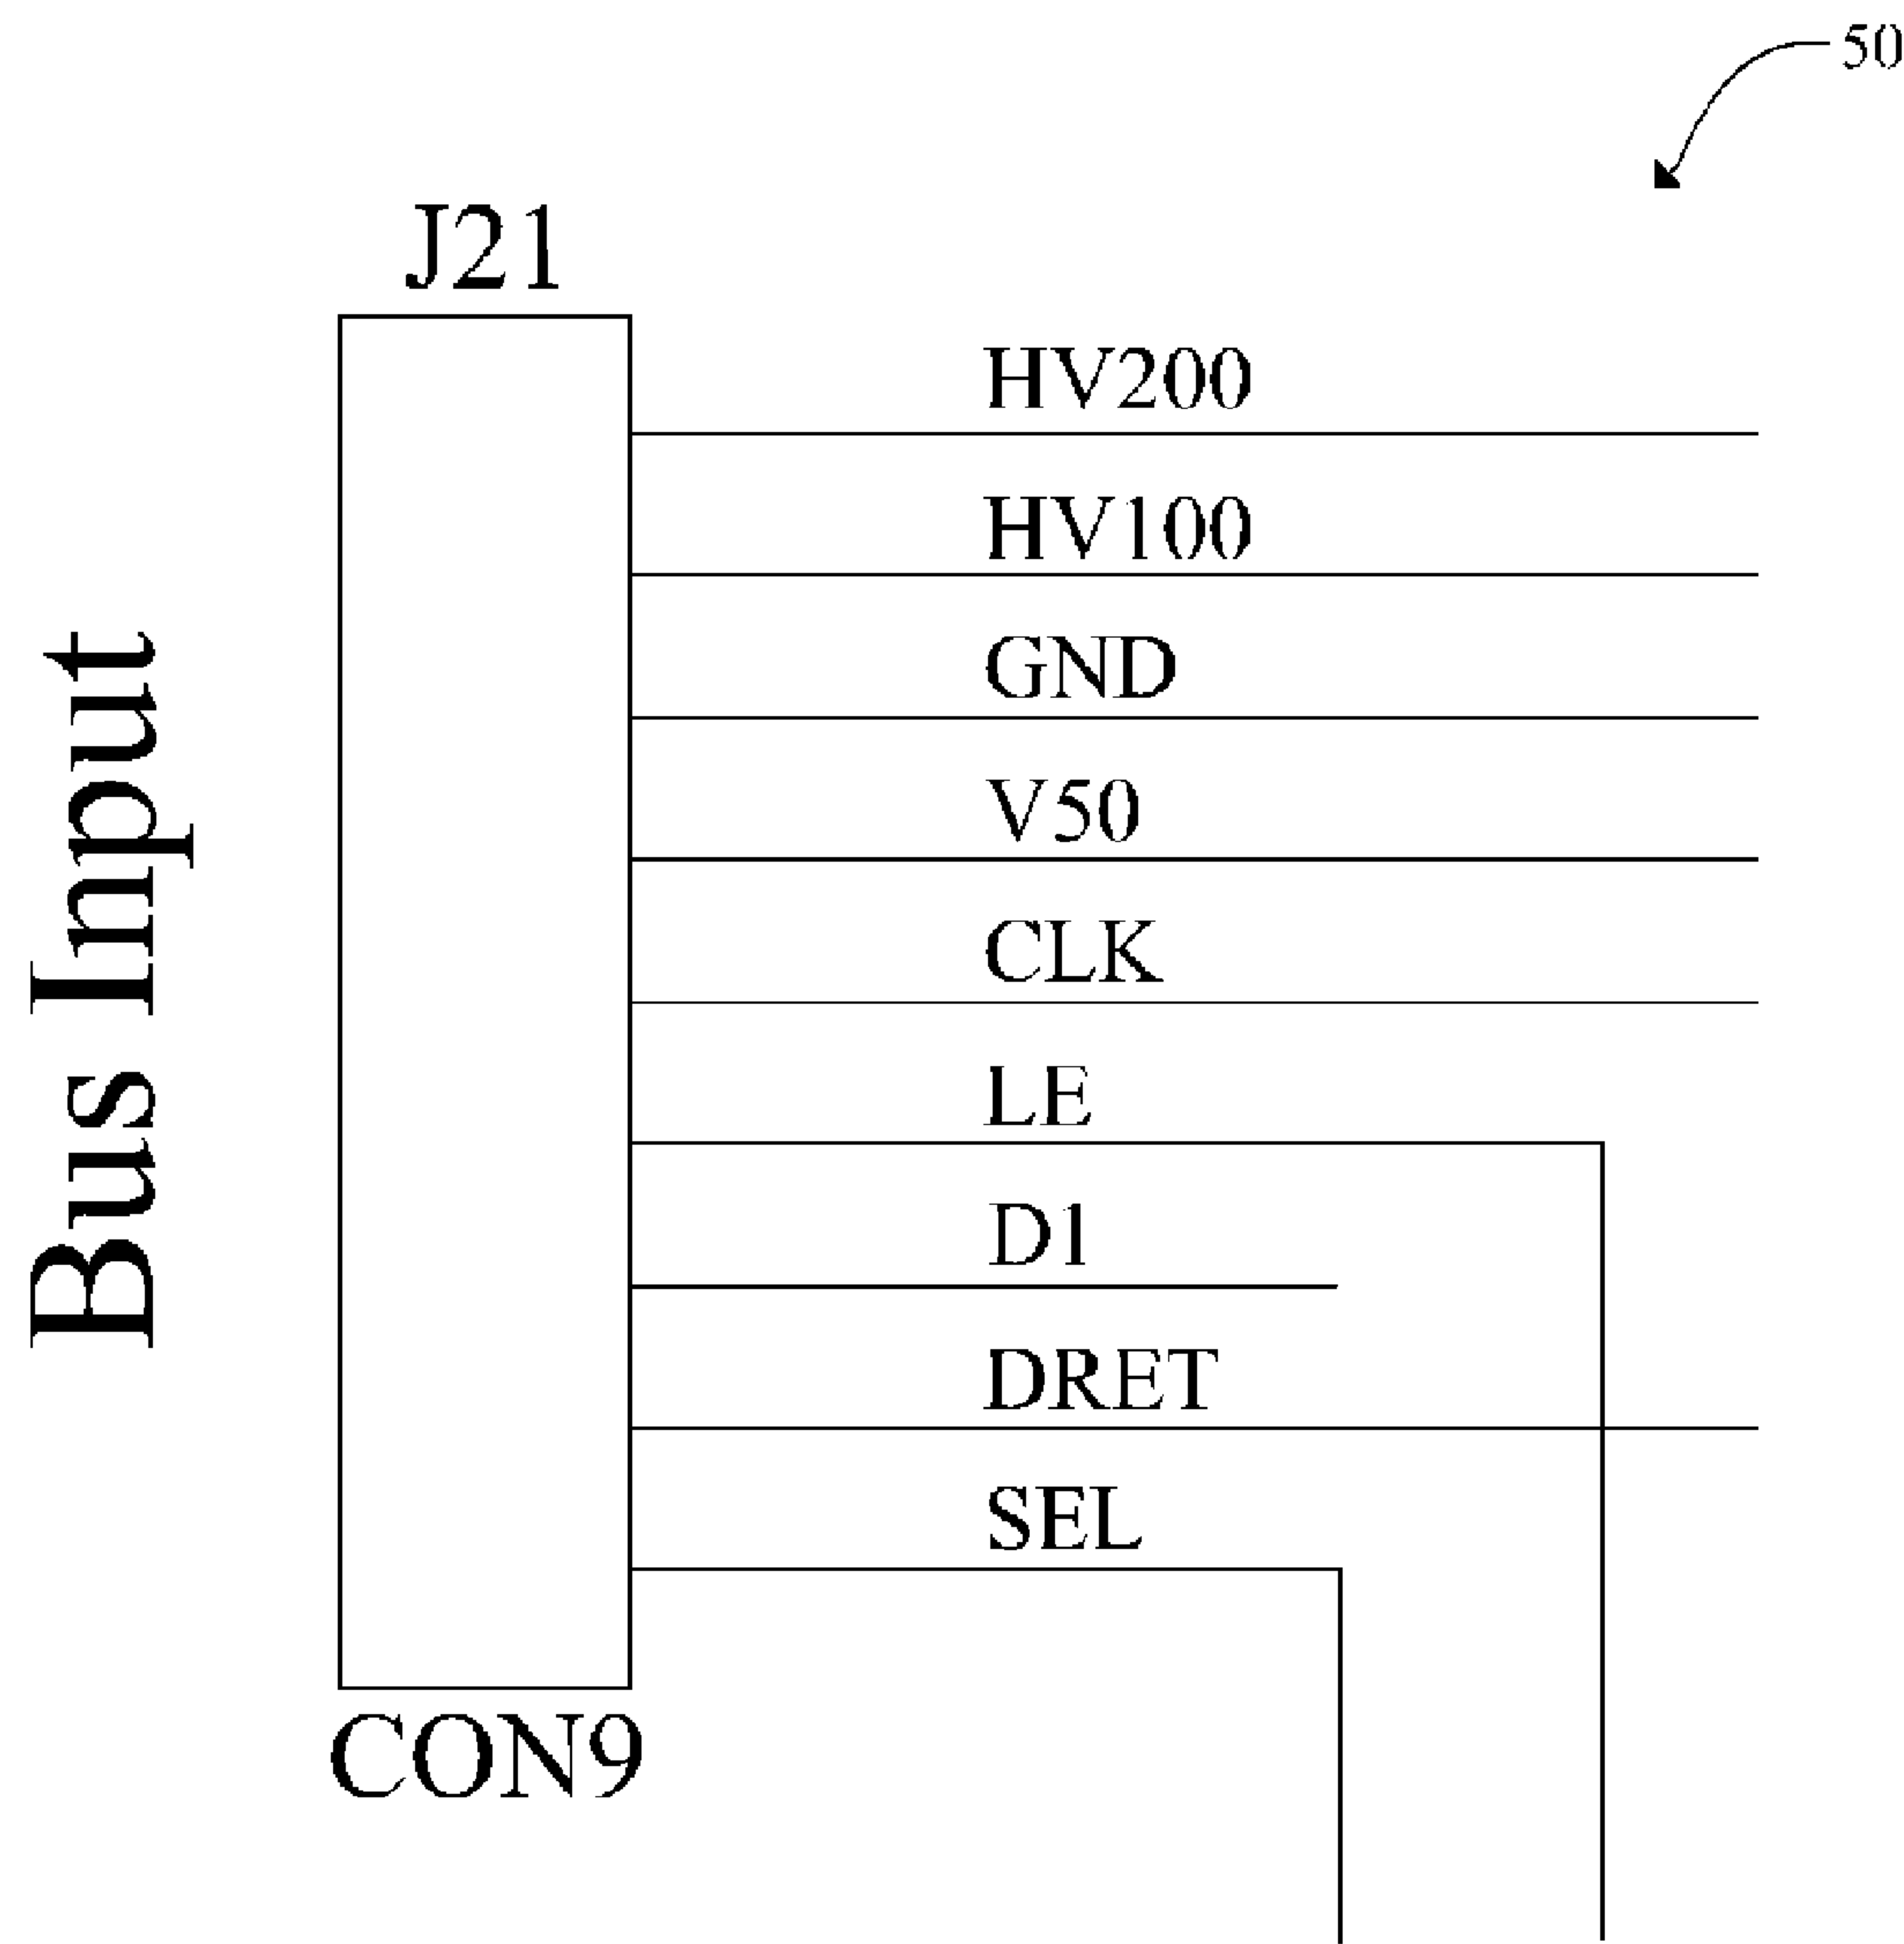 50
J21
HV200
HV100
GND
V50
CLK
LE
D1
DRET
SEL
Bus Input
CON9